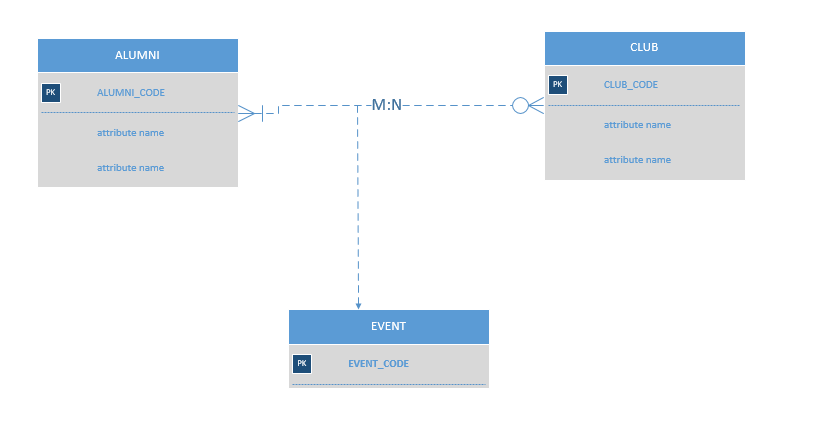 ALUMNI
PK ALUMNI_CODE
attribute name
attribute name
M:N
CLUB
PK CLUB_CODE
attribute name
attribute name
EVENT
PK EVENT_CODE